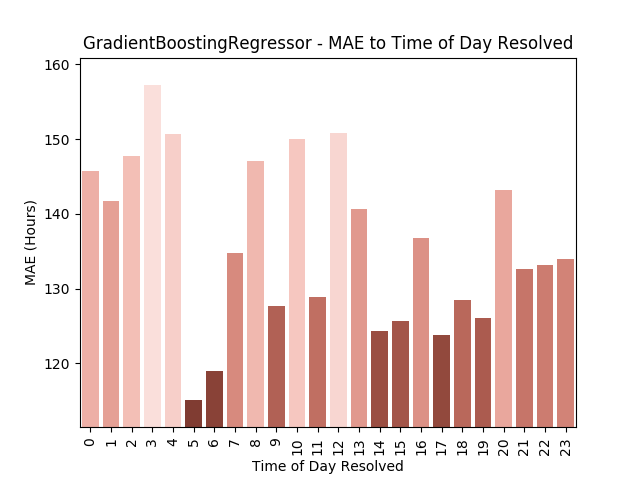 GradientBoostingRegressor - MAE to Time of Day Resolved
160
150
140
130
120
MAE (Hours)
0 1 2 3 4 5 6 7 8 9 10 11 12 13 14 15 16 17 18 19 20 21 22 23
Time of Day Resolved